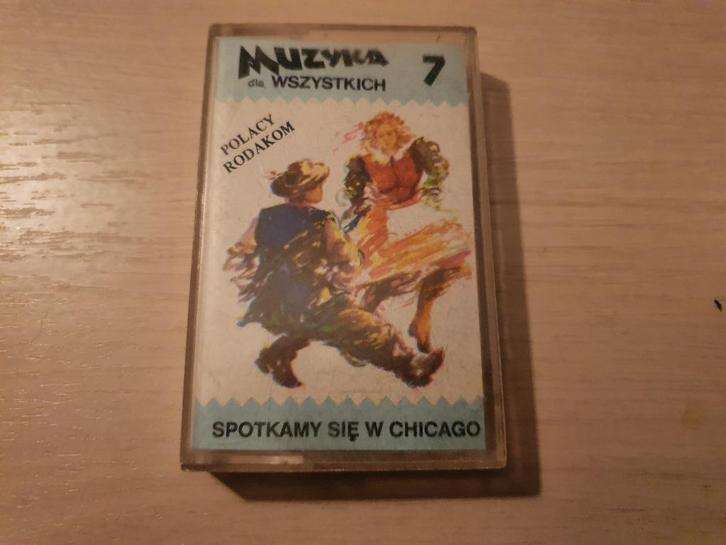 MUZYKA 7
dla WSZYSTKICH
POLACY
RODAKOM
SPOTKAMY SIĘ W CHICAGO